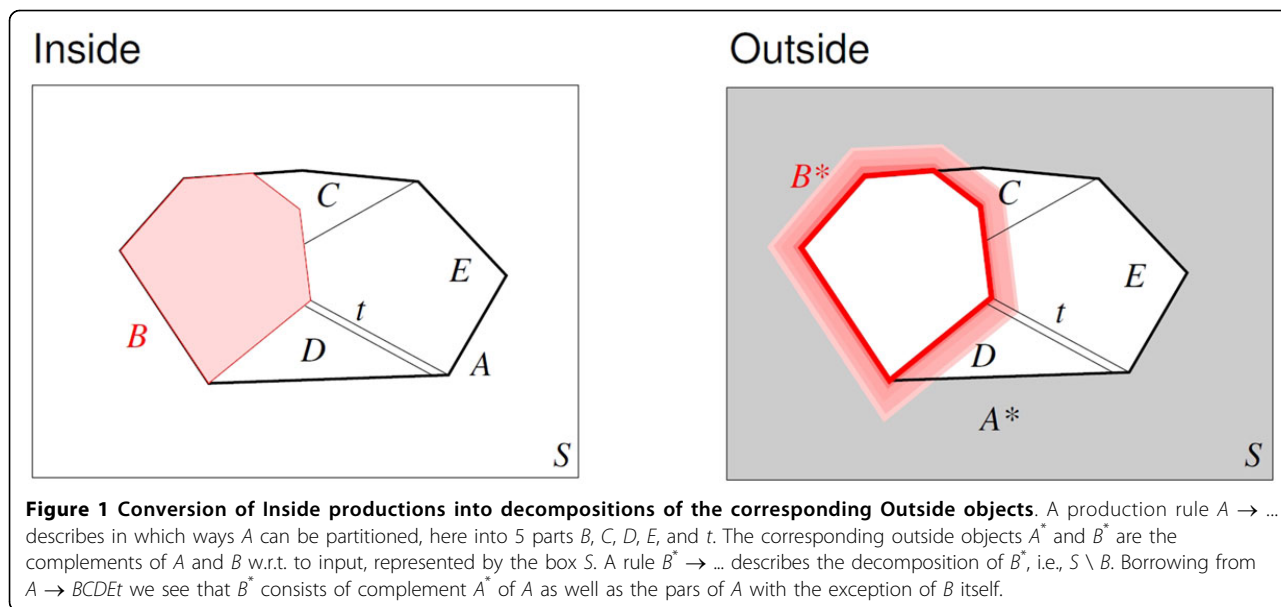 Inside
Outside
C
E
t
B
D
A
S
B*
C
E
t
D
A*
S
Figure 1 Conversion of Inside productions into decompositions of the corresponding Outside objects. A production rule A → ...
describes in which ways A can be partitioned, here into 5 parts B, C, D, E, and t. The corresponding outside objects A* and B* are the
complements of A and B w.r.t. to input, represented by the box S. A rule B* → ... describes the decomposition of B*, i.e., S \ B. Borrowing from
A → BCDEt we see that B* consists of complement A* of A as well as the pars of A with the exception of B itself.